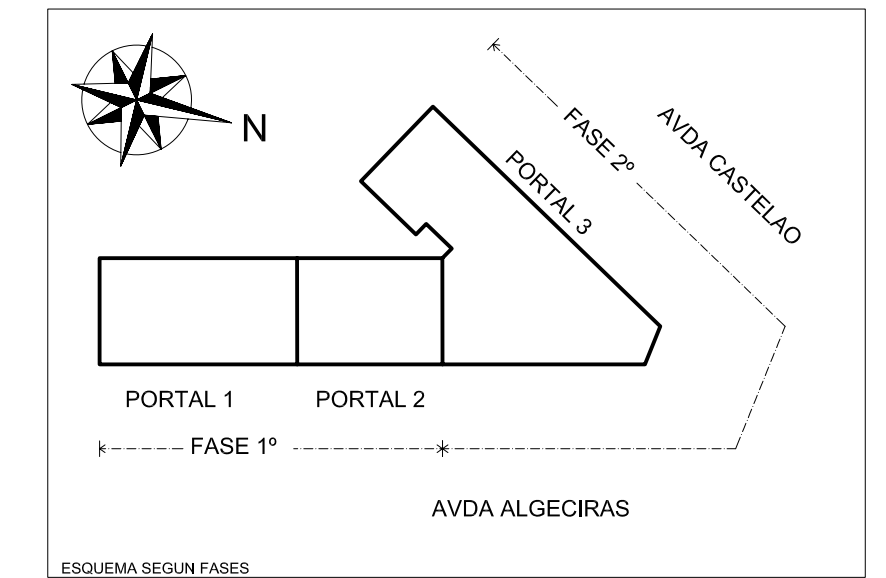 N
FASE 2º
AVDA CASTELAO
PORTAL 3
PORTAL 1
PORTAL 2
FASE 1º
AVDA ALGECIRAS
ESQUEMA SEGUN FASES